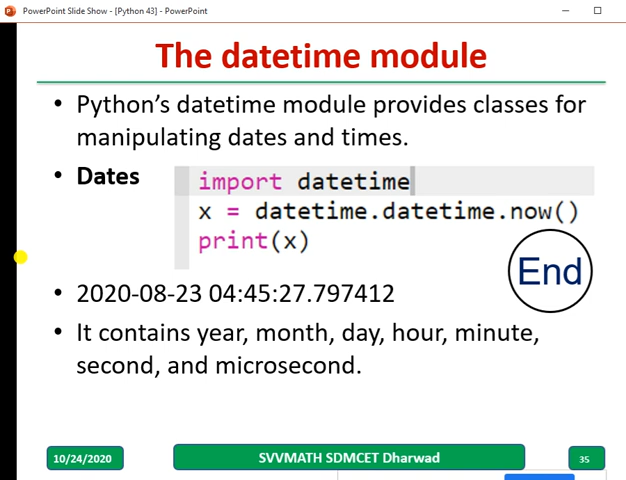 PowerPoint Slide Show - [Python 43] - PowerPoint
The datetime module
• Python's datetime module provides classes for
manipulating dates and times.
• Dates
import datetime
x = datetime.datetime.now()
print(x)
End
• 2020-08-23 04:45:27.797412
• It contains year, month, day, hour, minute,
second, and microsecond.
10/24/2020
SVVMATH SDMCET Dharwad
35